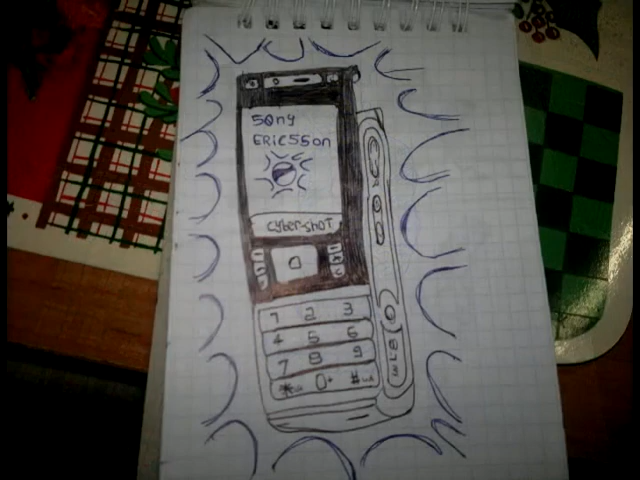 Sony
ERicSSon
cyber-shot
1 2 3
4 5 6
7 8 9
* 0+ #